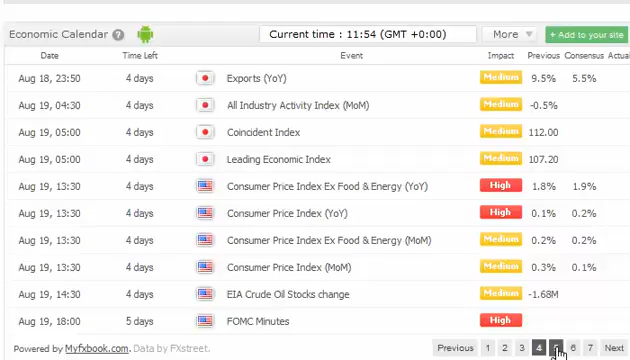 Economic Calendar ? Current time : 11:54 (GMT +0:00) More + Add to your site
Date Time Left Event Impact Previous Consensus Actual
Aug 18, 23:50 4 days Exports (YoY) Medium 9.5% 5.5%
Aug 19, 04:30 4 days All Industry Activity Index (MoM) Medium -0.5%
Aug 19, 05:00 4 days Coincident Index Medium 112.00
Aug 19, 05:00 4 days Leading Economic Index Medium 107.20
Aug 19, 13:30 4 days Consumer Price Index Ex Food & Energy (YoY) High 1.8% 1.9%
Aug 19, 13:30 4 days Consumer Price Index (YoY) High 0.1% 0.2%
Aug 19, 13:30 4 days Consumer Price Index Ex Food & Energy (MoM) Medium 0.2% 0.2%
Aug 19, 13:30 4 days Consumer Price Index (MoM) Medium 0.3% 0.1%
Aug 19, 14:30 4 days EIA Crude Oil Stocks change Medium -1.68M
Aug 19, 18:00 5 days FOMC Minutes High
Powered by Myfxbook.com. Data by FXstreet. Previous 1 2 3 4 5 6 7 Next